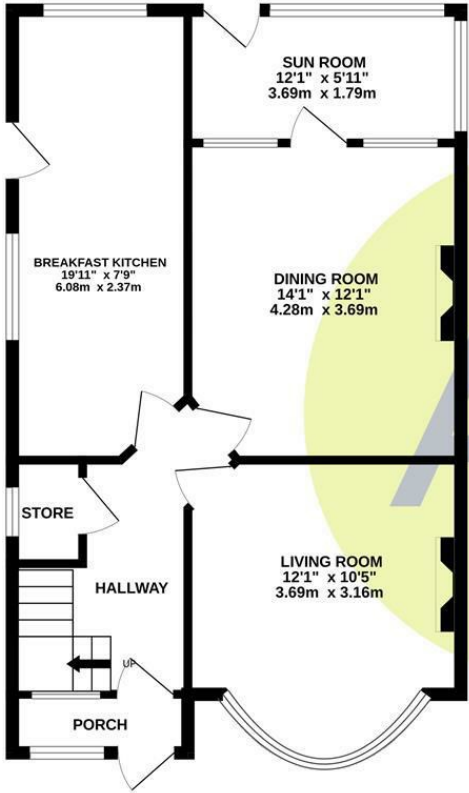 SUN ROOM
12'1" x 5'11"
3.69m x 1.79m
BREAKFAST KITCHEN
19'11" x 7'9"
6.08m x 2.37m
DINING ROOM
14'1" x 12'1"
4.28m x 3.69m
STORE
HALLWAY
LIVING ROOM
12'1" x 10'5"
3.69m x 3.16m
UP
PORCH